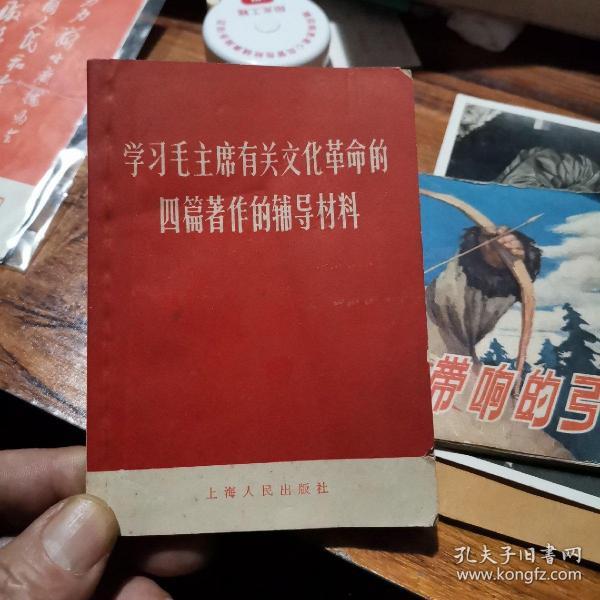 学习毛主席有关文化革命的
四篇著作的辅导材料
上海人民出版社
带响的弓
孔夫子旧书网
www.kongfz.com